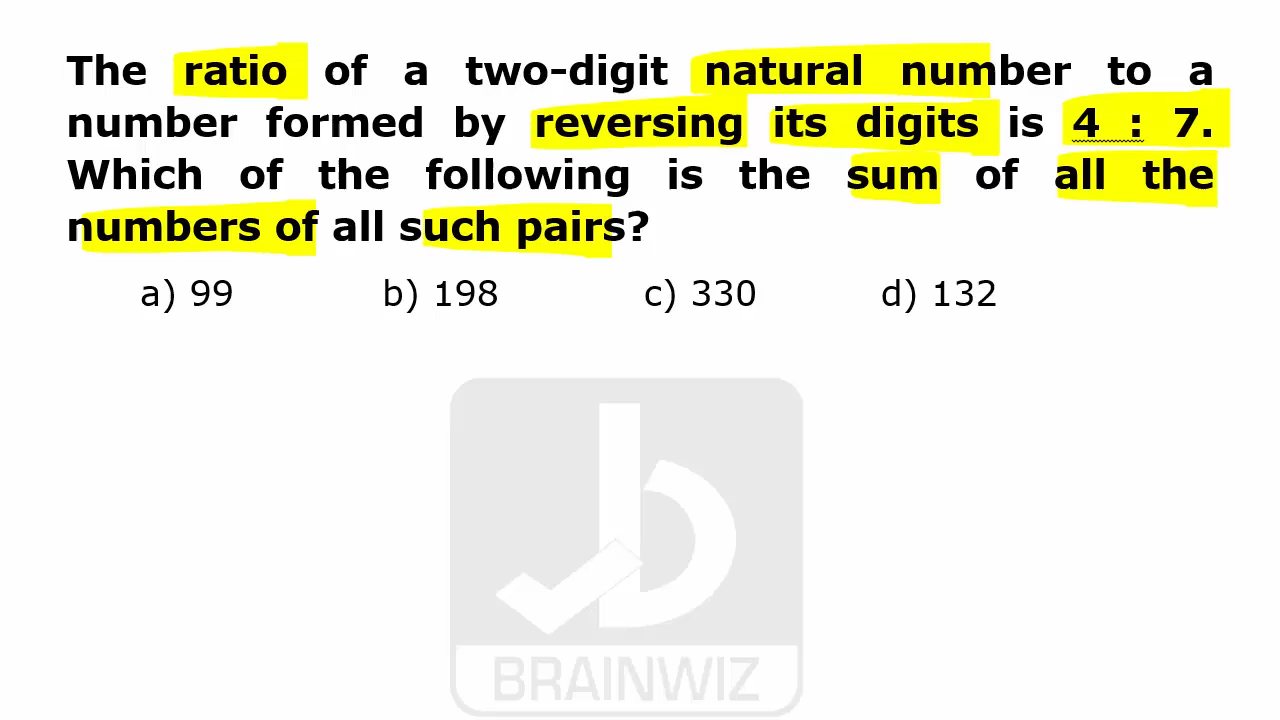 The ratio of a two-digit natural number to a
number formed by reversing its digits is 4 : 7.
Which of the following is the sum of all the
numbers of all such pairs?
a) 99 b) 198 c) 330 d) 132
BRAINWIZ